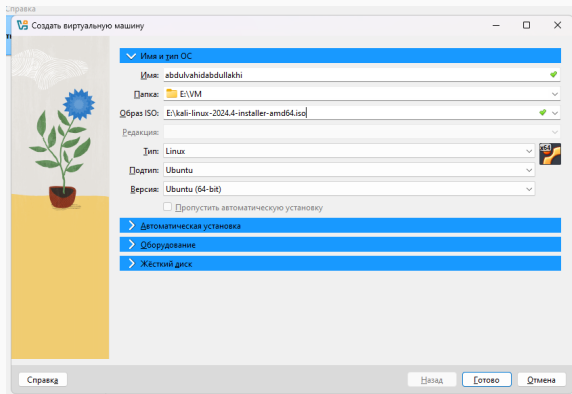 Справка
Создать виртуальную машину
Имя и тип ОС
Имя: abdulvahidabdullakhi
Папка: E:\VM
Образ ISO: E:\kali-linux-2024.4-installer-amd64.iso
Редакция:
Тип: Linux
x64
Подтип: Ubuntu
Версия: Ubuntu (64-bit)
Пропустить автоматическую установку
Автоматическая установка
Оборудование
Жёсткий диск
Справка
Назад Готово Отмена